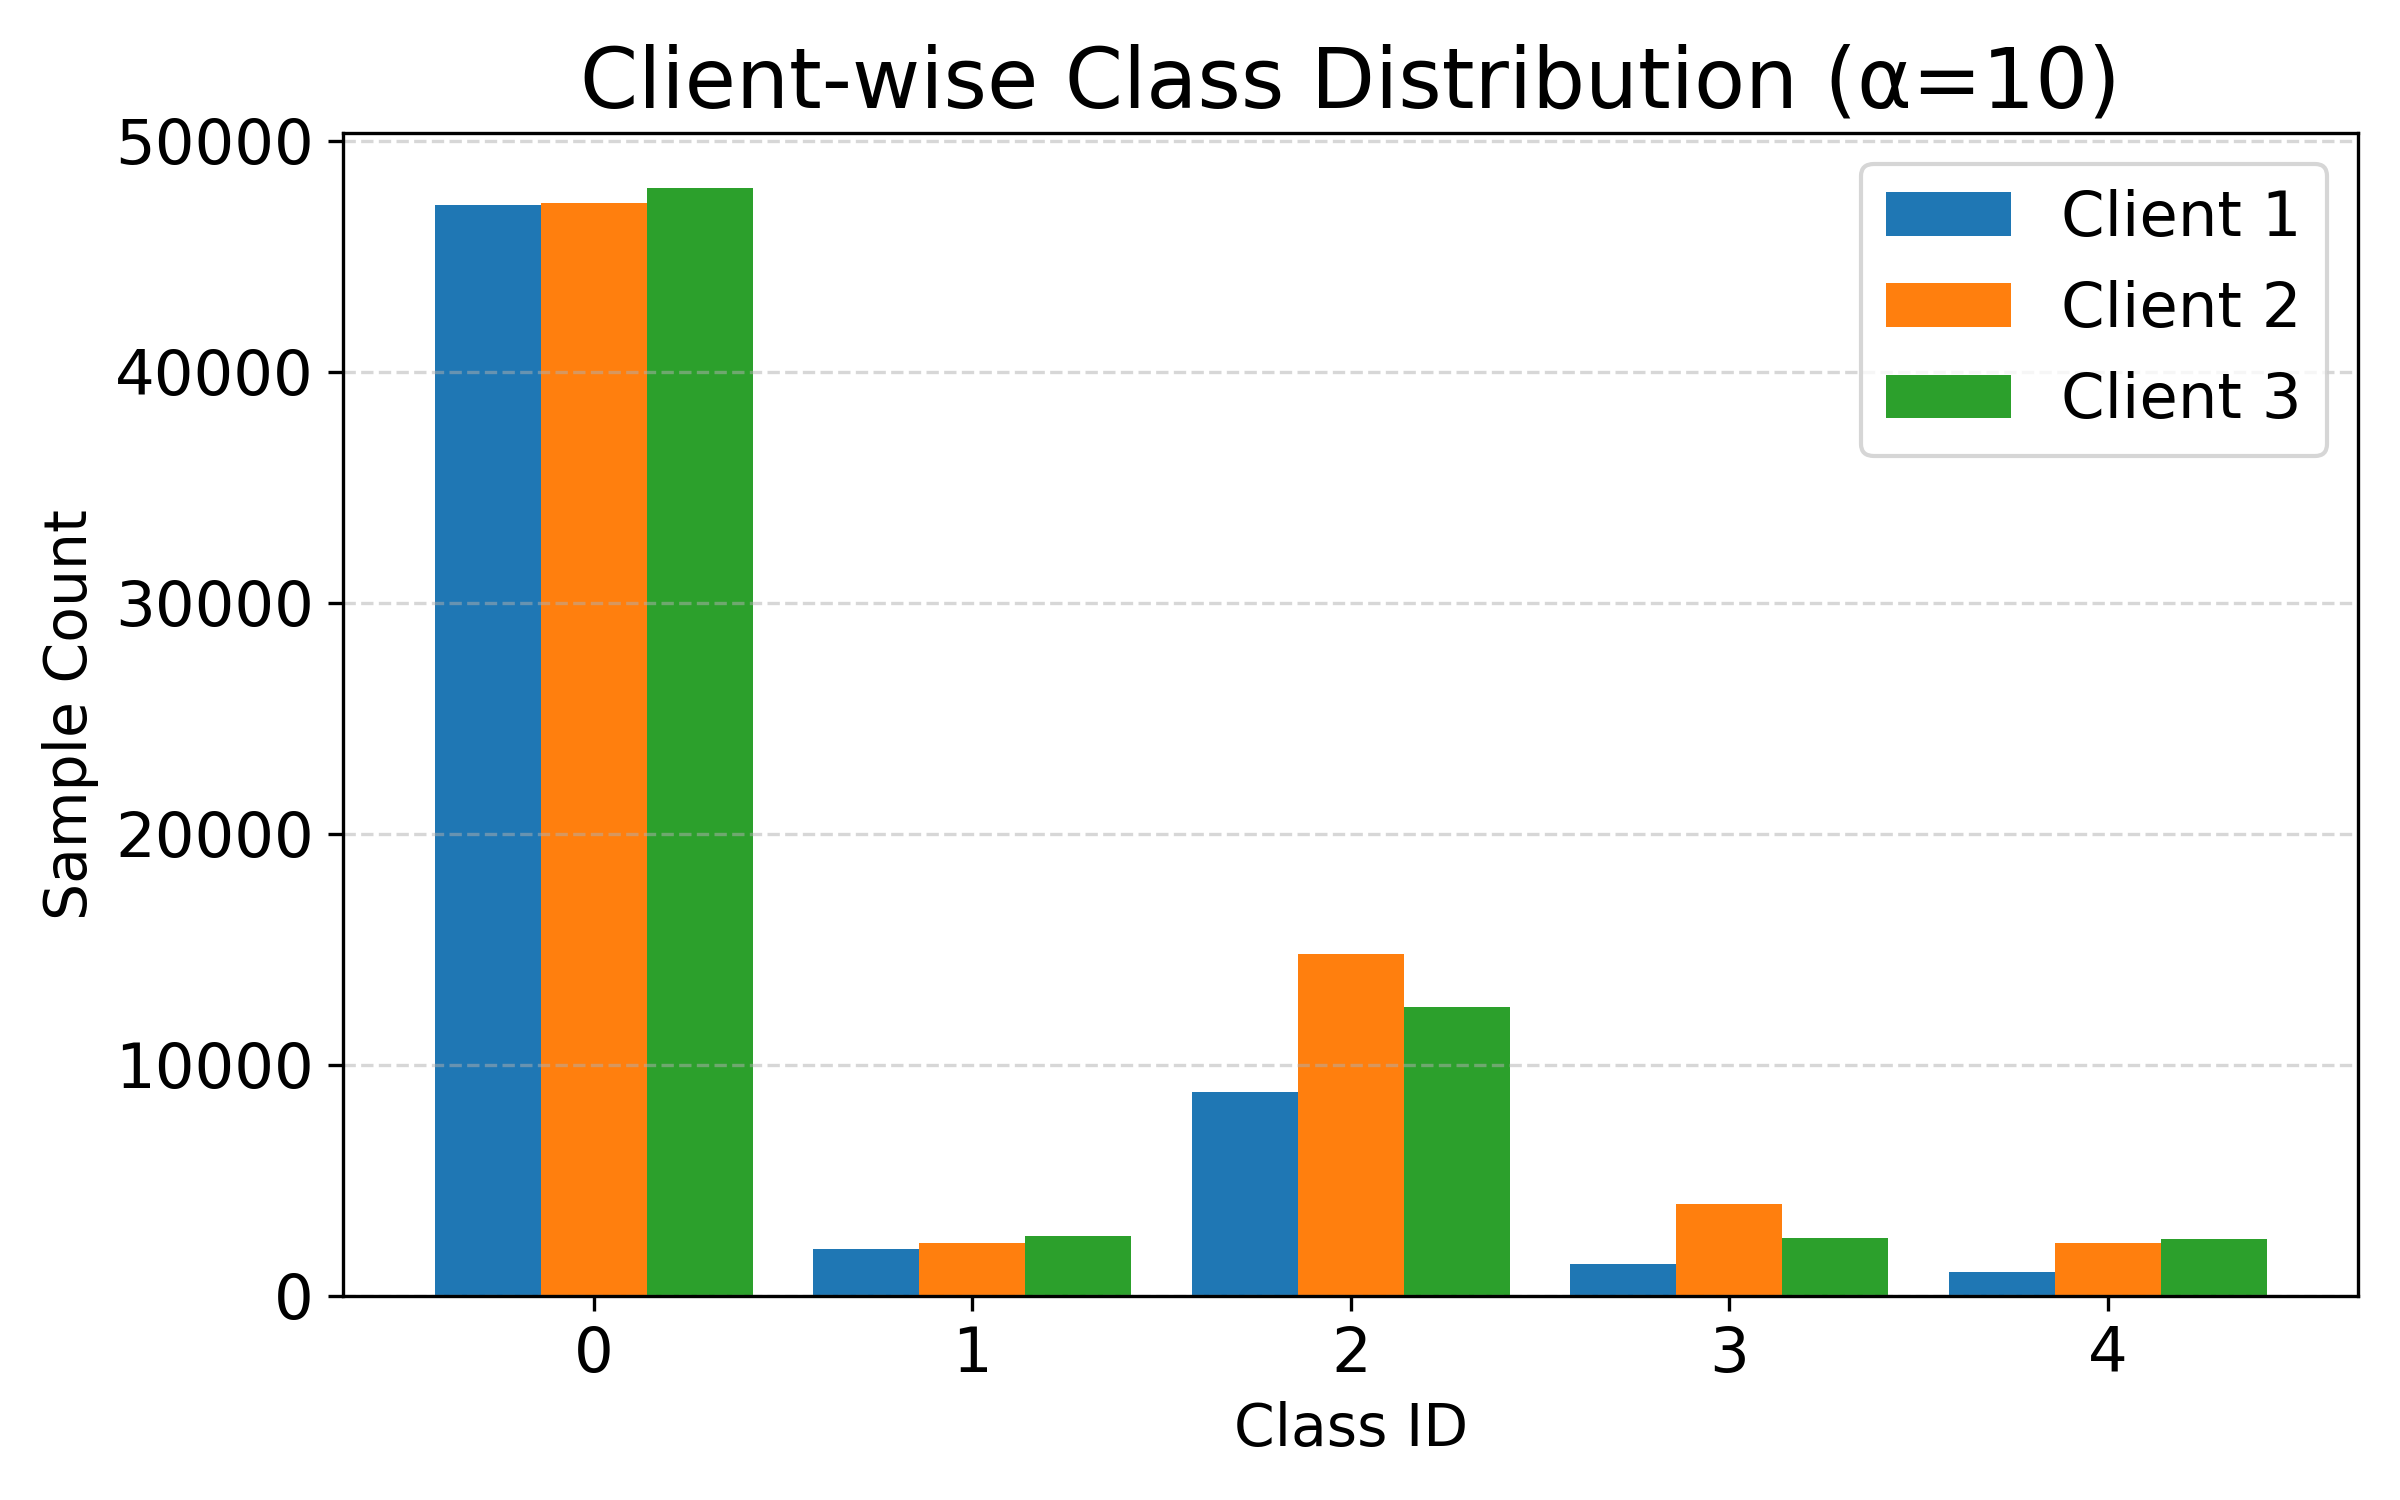 Client-wise Class Distribution (α=10)
50000
40000
30000
20000
10000
0
Sample Count
Client 1
Client 2
Client 3
0 1 2 3 4
Class ID